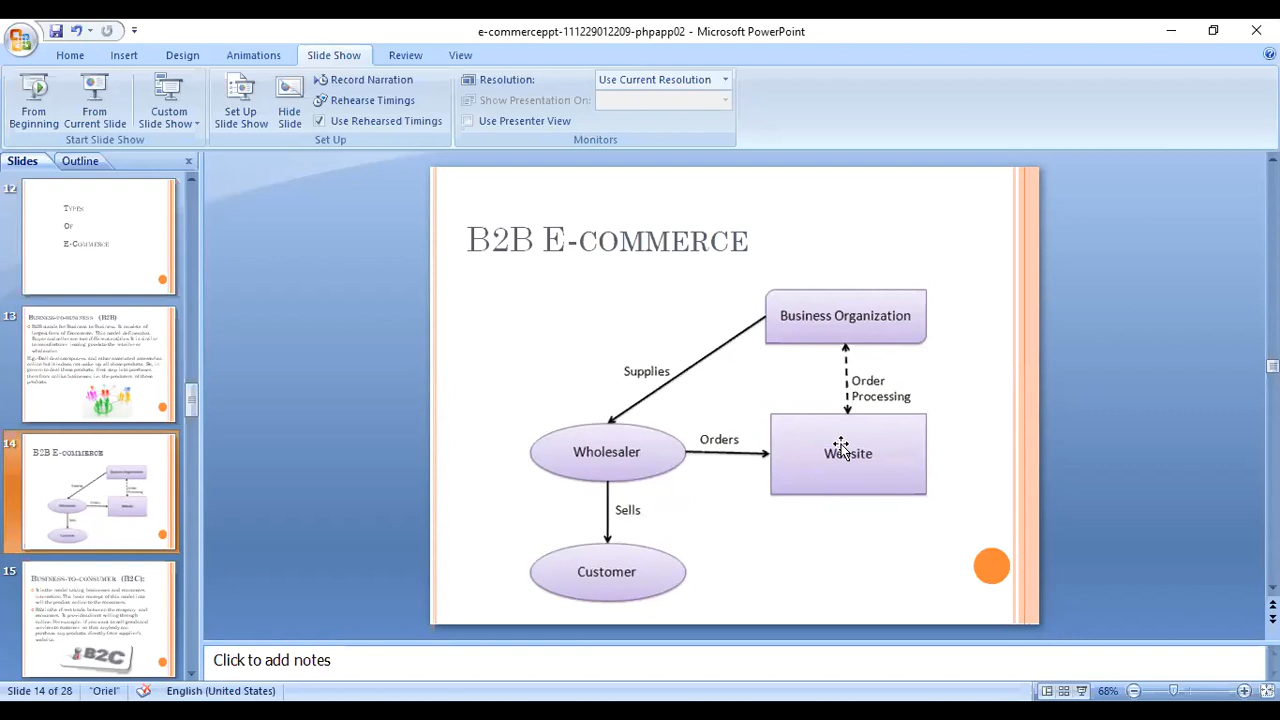 e-commerceppt-111229012209-phpapp02 - Microsoft PowerPoint
Home Insert Design Animations Slide Show Review View
From Beginning
From Current Slide
Custom Slide Show
Start Slide Show
Set Up Slide Show
Hide Slide
Record Narration
Rehearse Timings
Use Rehearsed Timings
Set Up
Resolution: Use Current Resolution
Show Presentation On:
Use Presenter View
Monitors
Slides Outline
12
Types
Of
E-Commerce
13
Business-to-business (B2B)
14
B2B E-commerce
15
Business-to-consumer (B2C):
B2C
B2B E-commerce
Business Organization
Supplies
Order
Processing
Wholesaler
Orders
Website
Sells
Customer
Click to add notes
Slide 14 of 28 "Oriel" English (United States) 68%